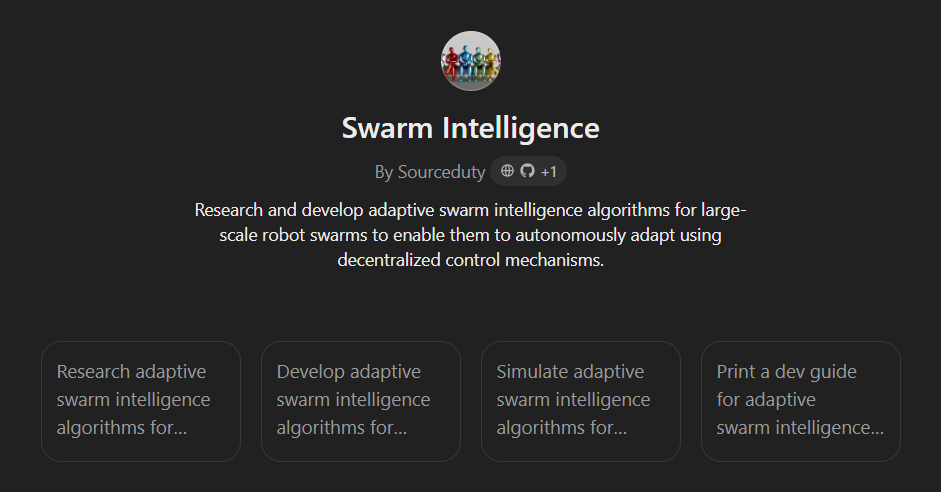 Swarm Intelligence
By Sourceduty +1
Research and develop adaptive swarm intelligence algorithms for large-
scale robot swarms to enable them to autonomously adapt using
decentralized control mechanisms.
Research adaptive
swarm intelligence
algorithms for...
Develop adaptive
swarm intelligence
algorithms for...
Simulate adaptive
swarm intelligence
algorithms for...
Print a dev guide
for adaptive
swarm intelligence...